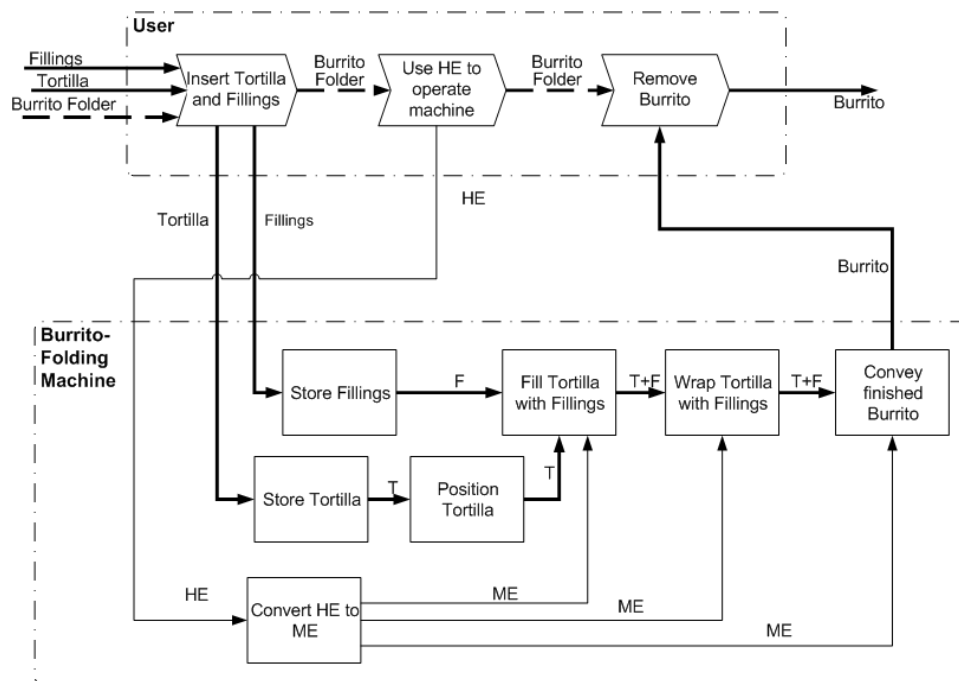 User
Fillings
Tortilla
Burrito Folder
Insert Tortilla
and Fillings
Burrito
Folder
Use HE to
operate
machine
Burrito
Folder
Remove
Burrito
Burrito
HE
Tortilla
Fillings
Burrito
Burrito-
Folding
Machine
Store Fillings
F
Fill Tortilla
with Fillings
T+F
Wrap Tortilla
with Fillings
T+F
Convey
finished
Burrito
Store Tortilla
T
Position
Tortilla
T
HE
Convert HE to
ME
ME
ME
ME